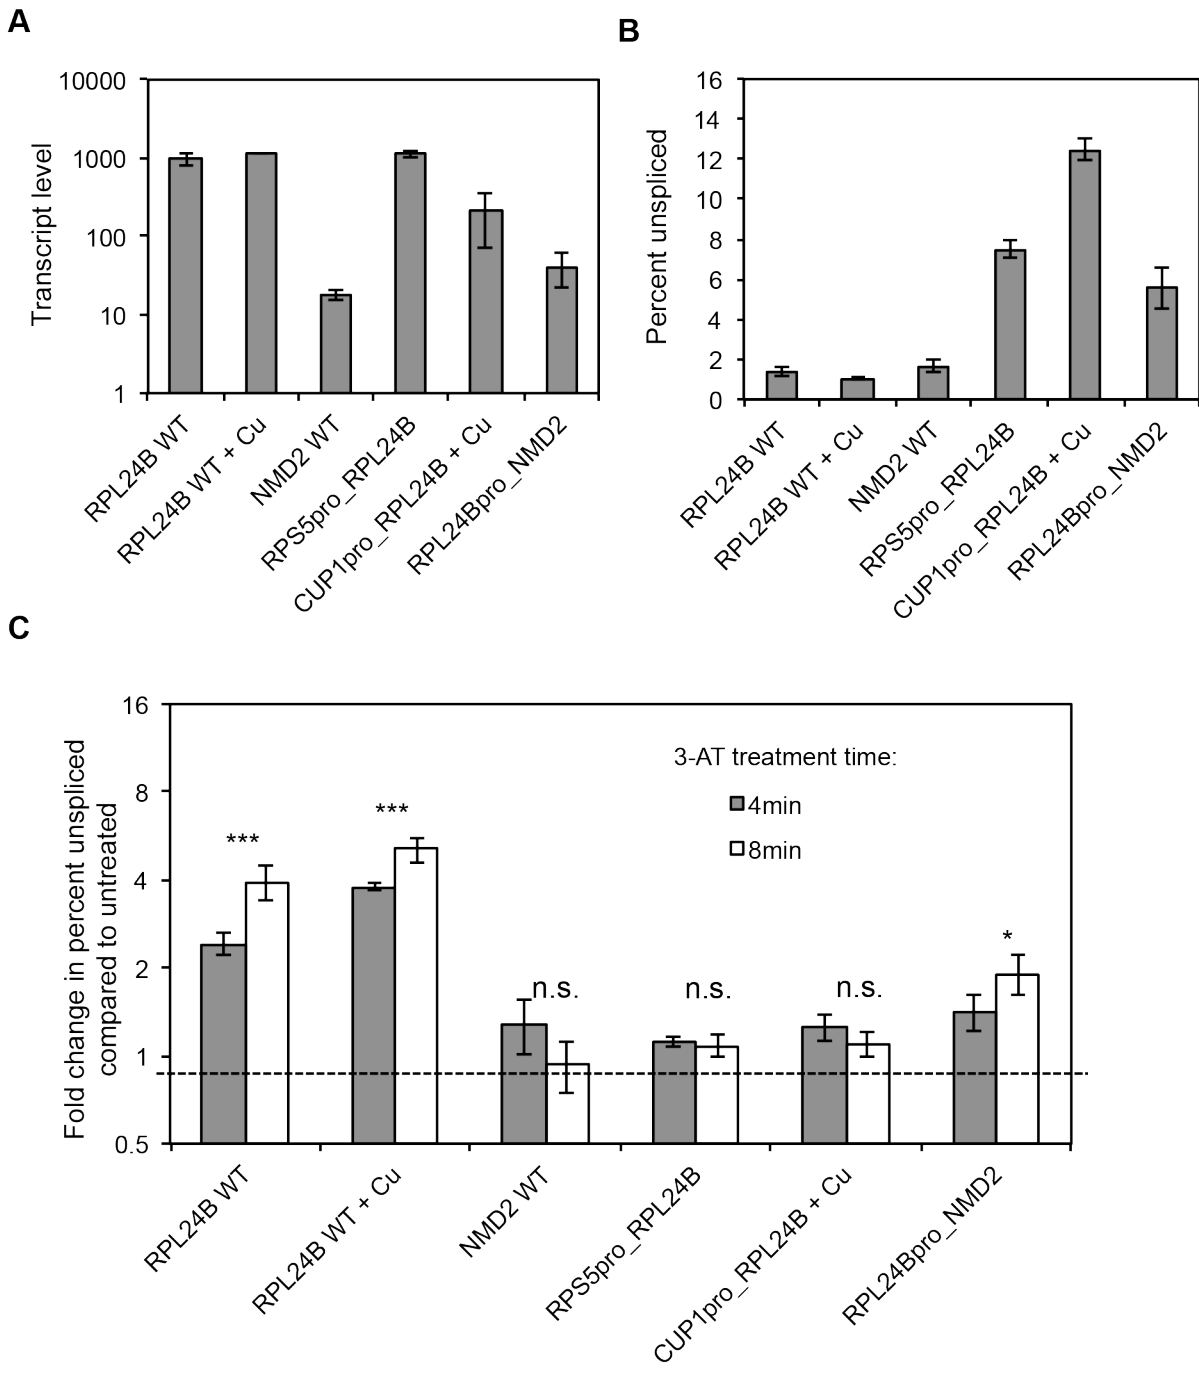 A
Transcript level
10000
1000
100
10
1
RPL24B WT
RPL24B WT + Cu
NMD2 WT
RPS5pro_RPL24B
CUP1pro_RPL24B + Cu
RPL24Bpro_NMD2
B
Percent unspliced
16
14
12
10
8
6
4
2
0
RPL24B WT
RPL24B WT + Cu
NMD2 WT
RPS5pro_RPL24B
CUP1pro_RPL24B + Cu
RPL24Bpro_NMD2
C
Fold change in percent unspliced
compared to untreated
16
8
4
2
1
0.5
3-AT treatment time:
4min
8min
***
***
n.s.
n.s.
n.s.
*
RPL24B WT
RPL24B WT + Cu
NMD2 WT
RPS5pro_RPL24B
CUP1pro_RPL24B + Cu
RPL24Bpro_NMD2